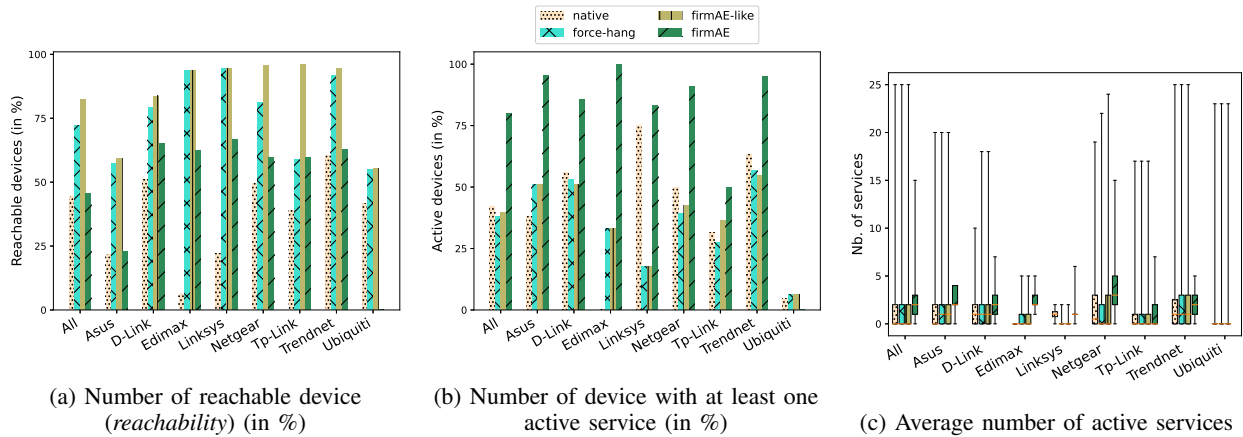 native
force-hang
firmAE-like
firmAE
Reachable devices (in %)
100
75
50
25
0
All
Asus
D-Link
Edimax
Linksys
Netgear
Tp-Link
Trendnet
Ubiquiti
(a) Number of reachable device
(reachability) (in %)
Active devices (in %)
100
75
50
25
0
All
Asus
D-Link
Edimax
Linksys
Netgear
Tp-Link
Trendnet
Ubiquiti
(b) Number of device with at least one
active service (in %)
Nb. of services
25
20
15
10
5
0
All
Asus
D-Link
Edimax
Linksys
Netgear
Tp-Link
Trendnet
Ubiquiti
(c) Average number of active services